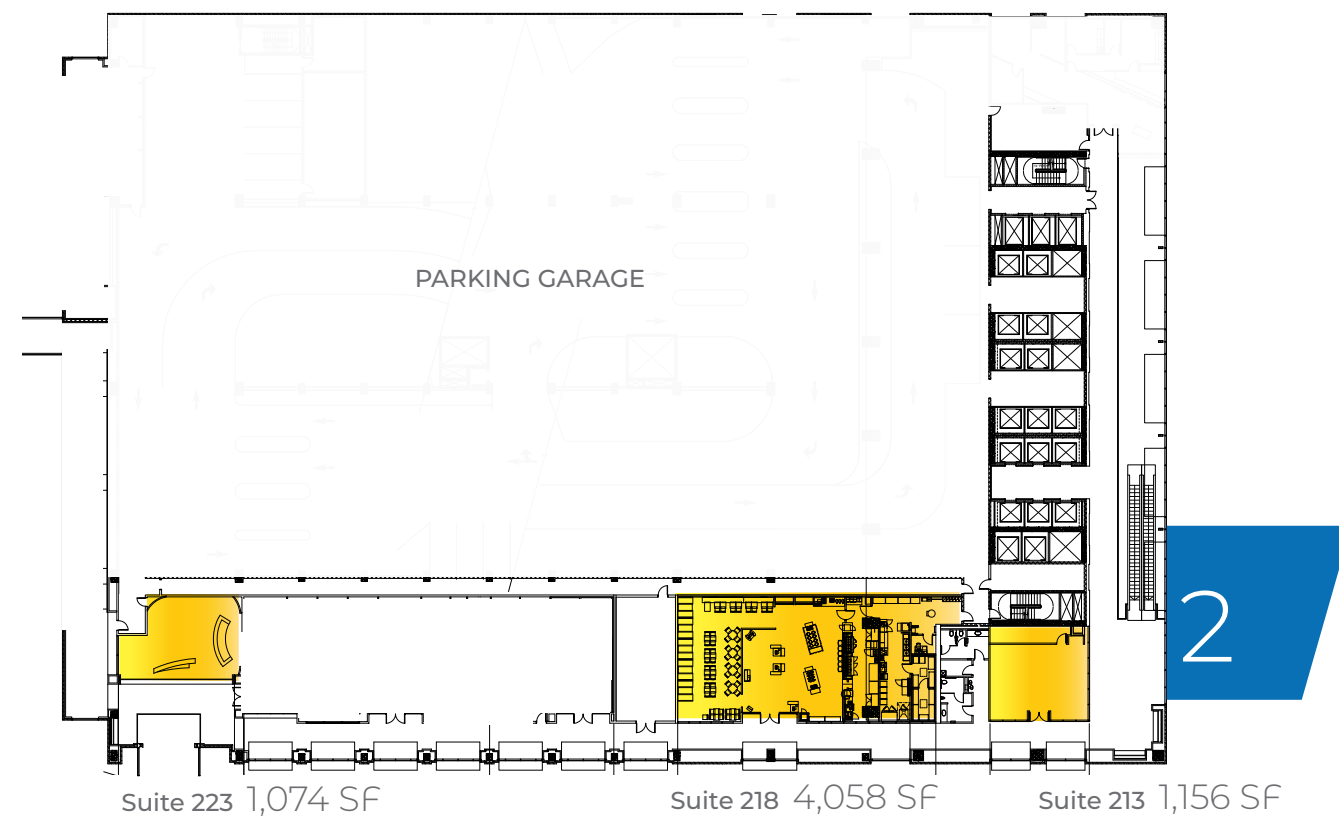 PARKING GARAGE
2
Suite 223 1,074 SF
Suite 218 4,058 SF
Suite 213 1,156 SF